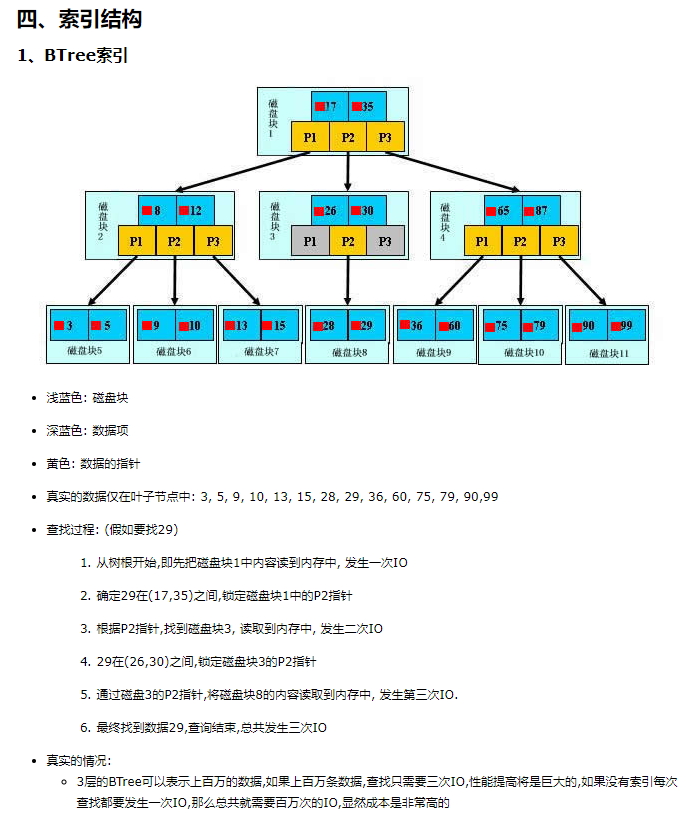 四、索引结构
1、BTree索引
磁盘块1
17 35
P1 P2 P3
磁盘块2
8 12
P1 P2 P3
磁盘块3
26 30
P1 P2 P3
磁盘块4
65 87
P1 P2 P3
3 5
磁盘块5
9 10
磁盘块6
13 15
磁盘块7
28 29
磁盘块8
36 60
磁盘块9
75 79
磁盘块10
90 99
磁盘块11
• 浅蓝色: 磁盘块
• 深蓝色: 数据项
• 黄色: 数据的指针
• 真实的数据仅在叶子节点中: 3, 5, 9, 10, 13, 15, 28, 29, 36, 60, 75, 79, 90,99
• 查找过程: (假如要找29)
1. 从树根开始,即先把磁盘块1中内容读到内存中, 发生一次IO
2. 确定29在(17,35)之间,锁定磁盘块1中的P2指针
3. 根据P2指针,找到磁盘块3, 读取到内存中, 发生二次IO
4. 29在(26,30)之间,锁定磁盘块3的P2指针
5. 通过磁盘3的P2指针,将磁盘块8的内容读取到内存中, 发生第三次IO.
6. 最终找到数据29,查询结束,总共发生三次IO
• 真实的情况:
○ 3层的BTree可以表示上百万的数据,如果上百万条数据,查找只需要三次IO,性能提高将是巨大的,如果没有索引每次
查找都要发生一次IO,那么总共就需要百万次的IO,显然成本是非常高的